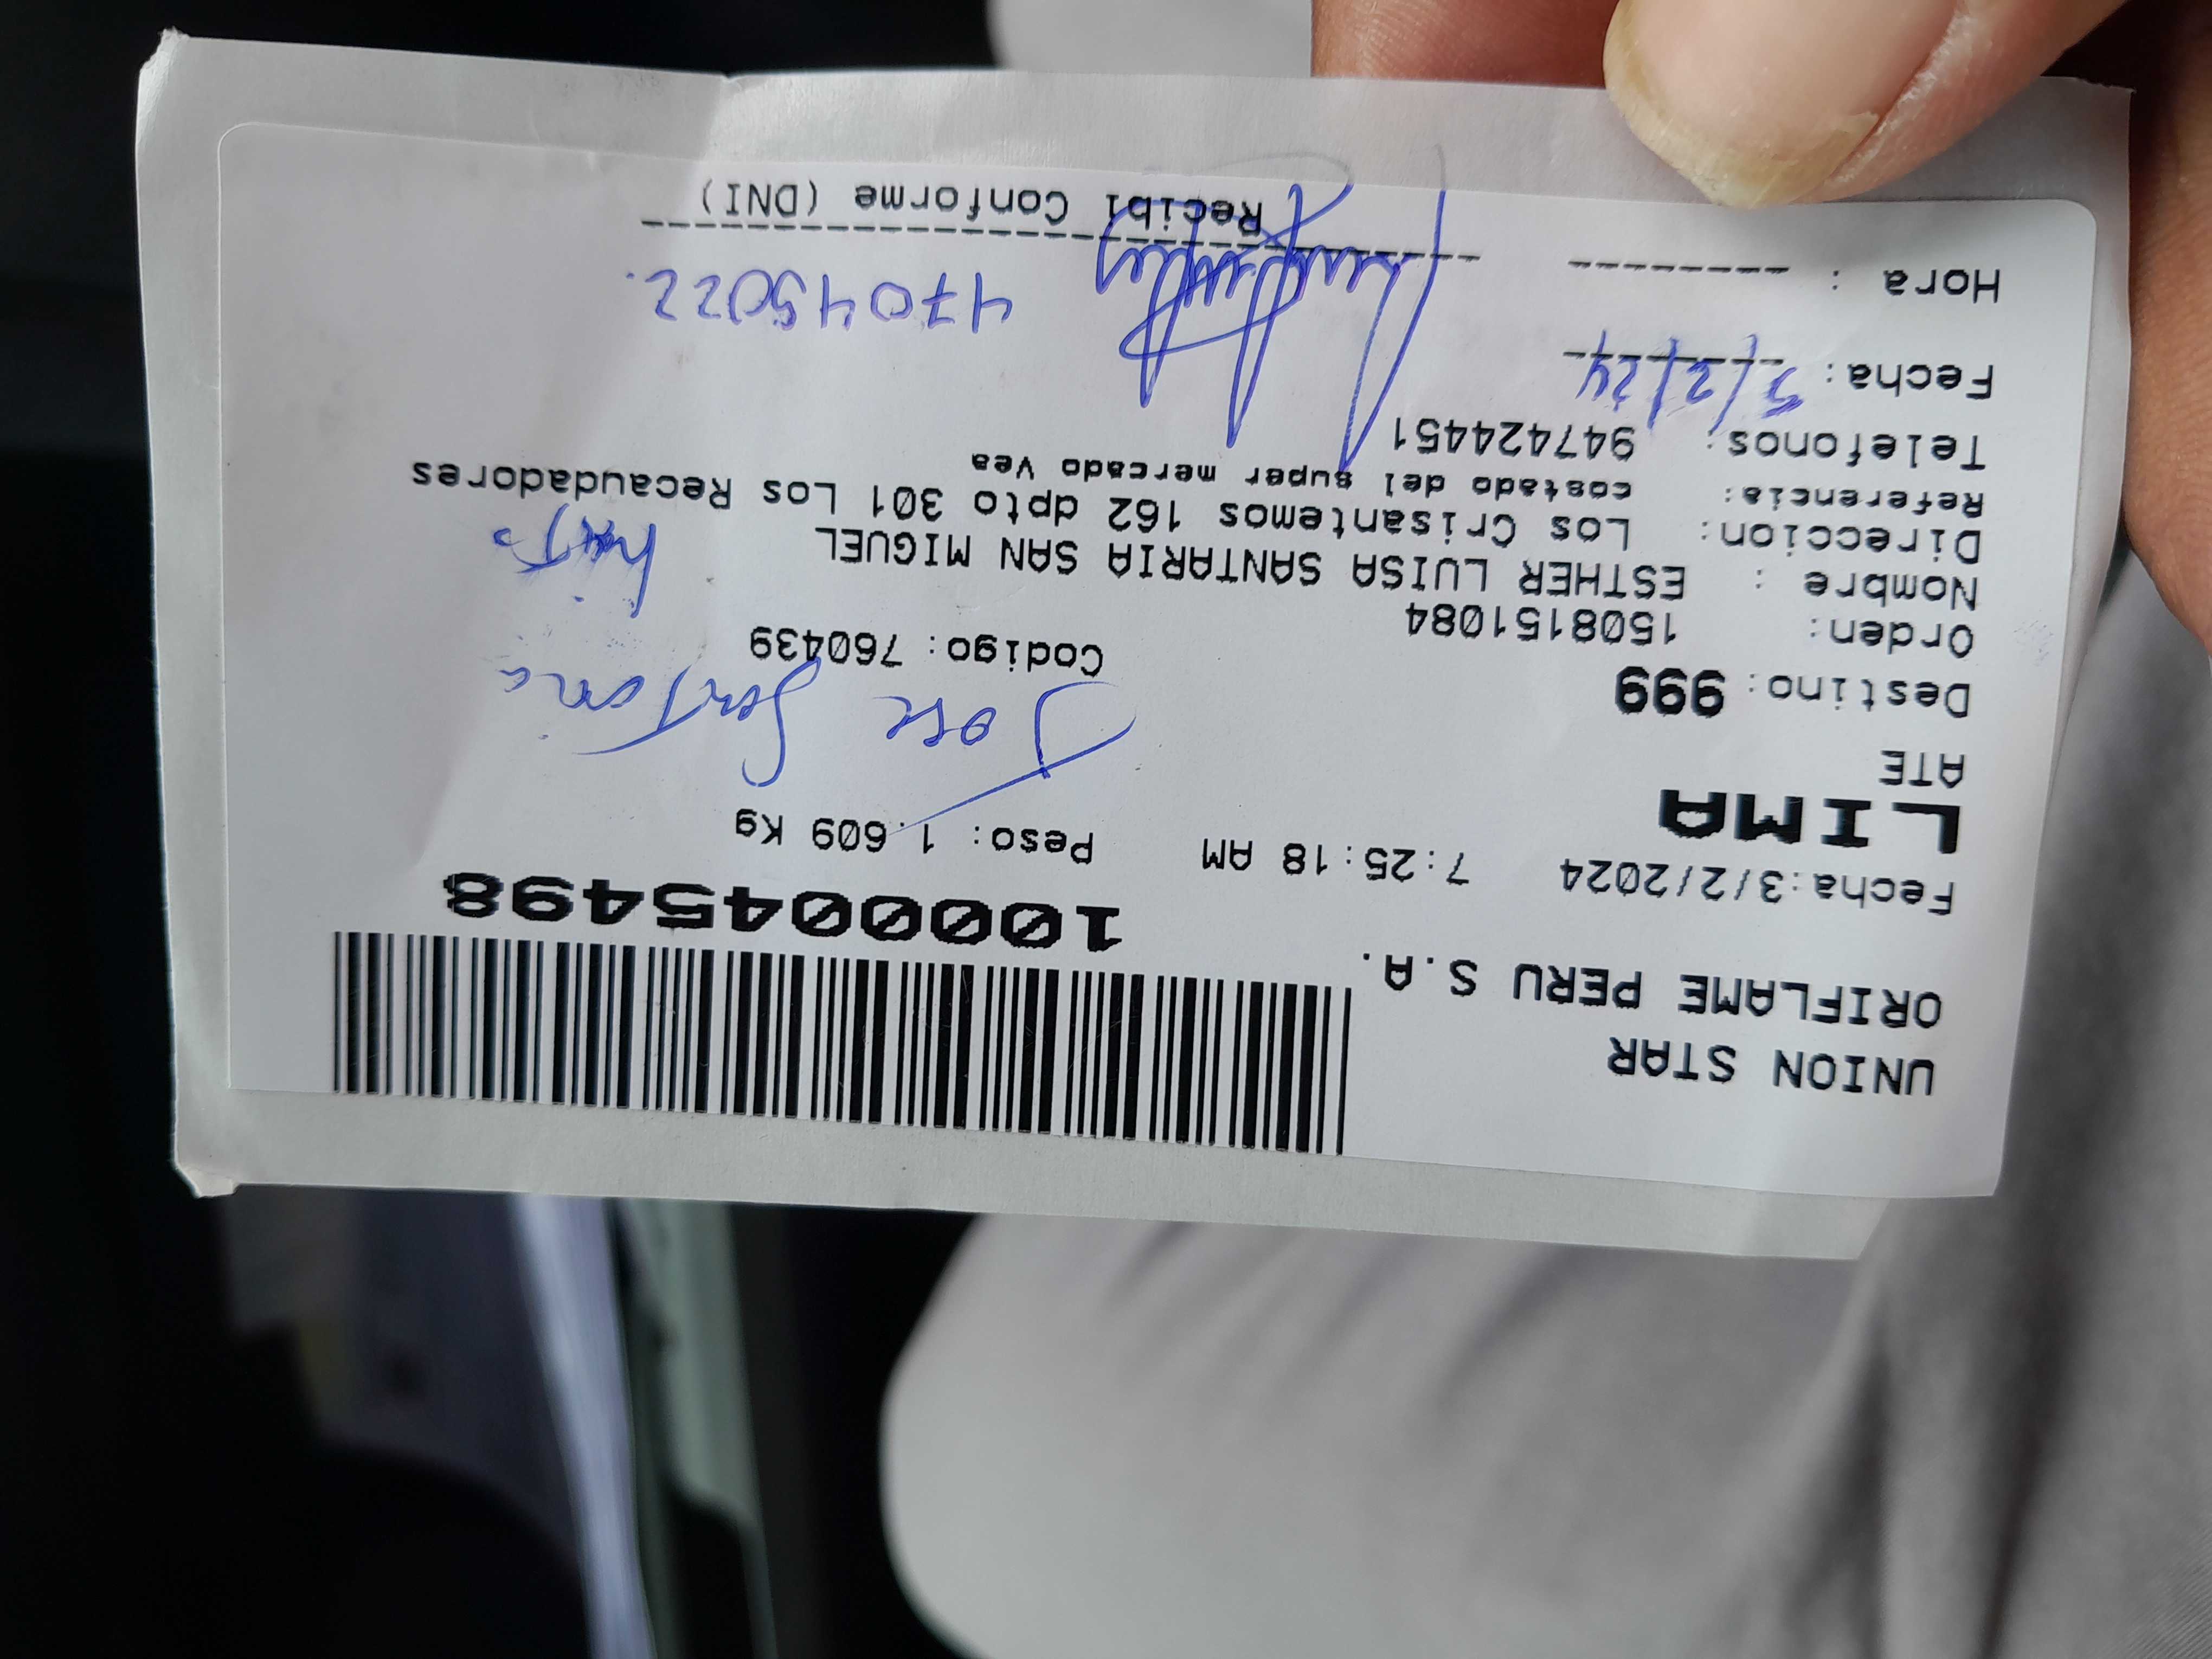 UNION STAR
ORIFLAME PERU S.A.
1000045498
Fecha:3/2/2024 7:25:18 AM Peso: 1.609 Kg
LIMA
ATE
Jose Santoria
Destino: 999
Codigo: 760439
Orden: 1508151084
Nombre : ESTHER LUISA SANTARIA SAN MIGUEL
Direccion: Los Crisantemos 162 dpto 301 Los Recaudadores
Referencia: costado del super mercado Vea
Telefonos: 947424451
Fecha: 5/2/24
47045022.
Hora :
Recibi Conforme (DNI)